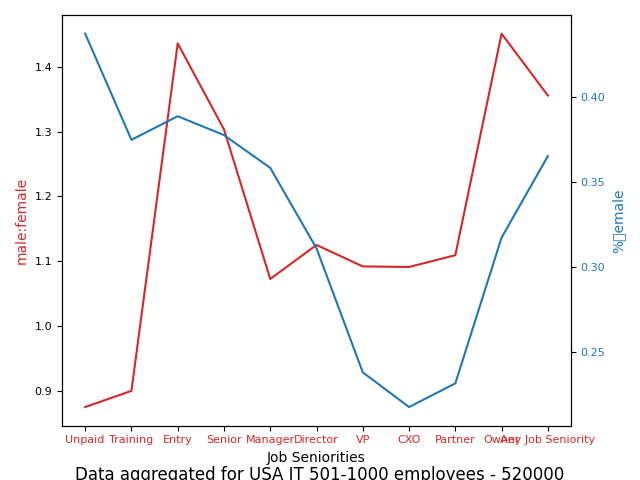 1.4
1.3
1.2
1.1
1.0
0.9
male:female
0.40
0.35
0.30
0.25
%▯emale
Unpaid Training Entry Senior Manager Director VP CXO Partner Owner Any Job Seniority
Job Seniorities
Data aggregated for USA IT 501-1000 employees - 520000